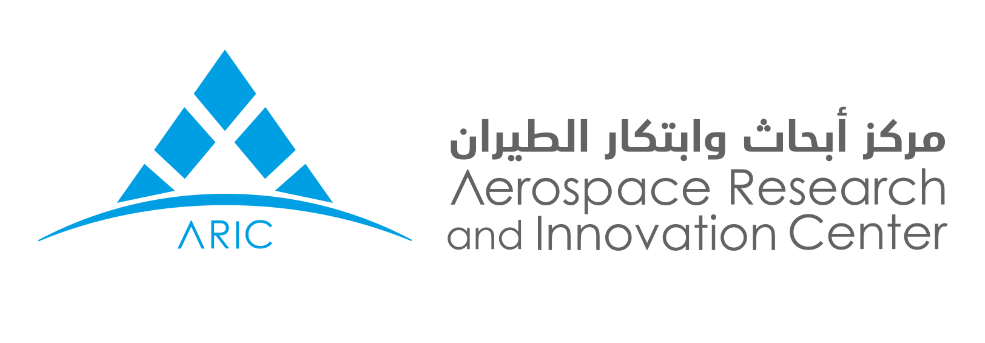 ARIC
مركز أبحاث وابتكار الطيران
Aerospace Research
and Innovation Center